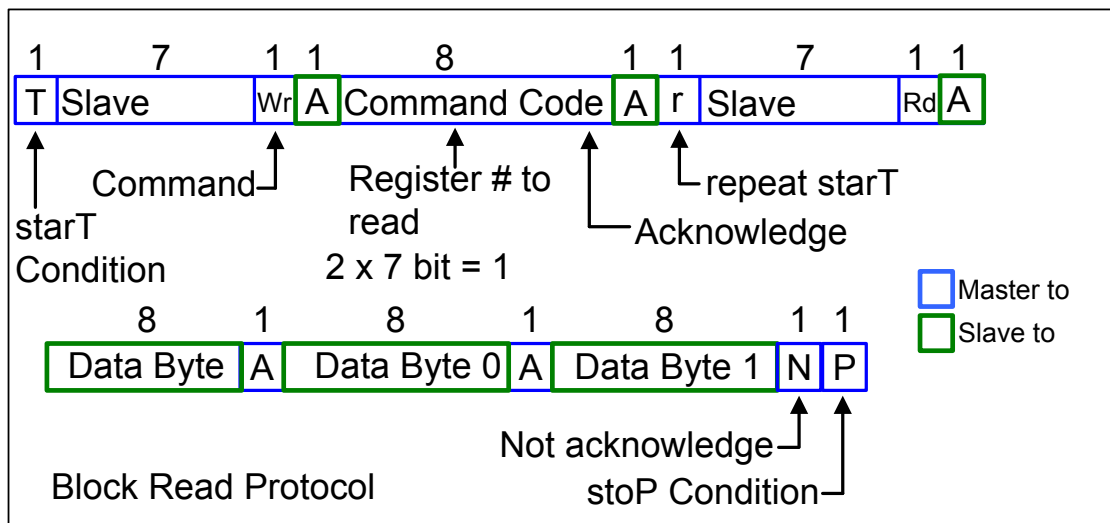 1 7 1 1 8 1 1 7 1 1
T Slave Wr A Command Code A r Slave Rd A
Command
Register # to
read
2 x 7 bit = 1
repeat starT
Acknowledge
starT
Condition
Master to
Slave to
8 1 8 1 8 1 1
Data Byte A Data Byte 0 A Data Byte 1 N P
Not acknowledge
stoP Condition
Block Read Protocol